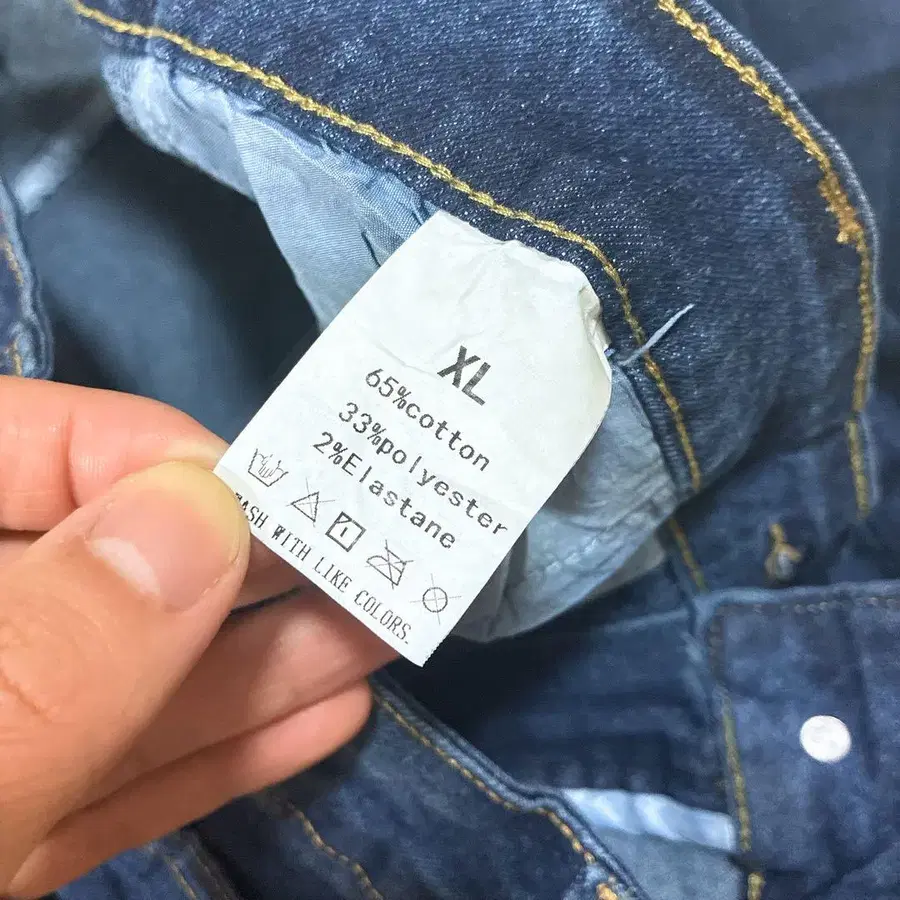 XL
65%cotton
33%polyester
2%Elastane
WASH WITH LIKE COLORS.